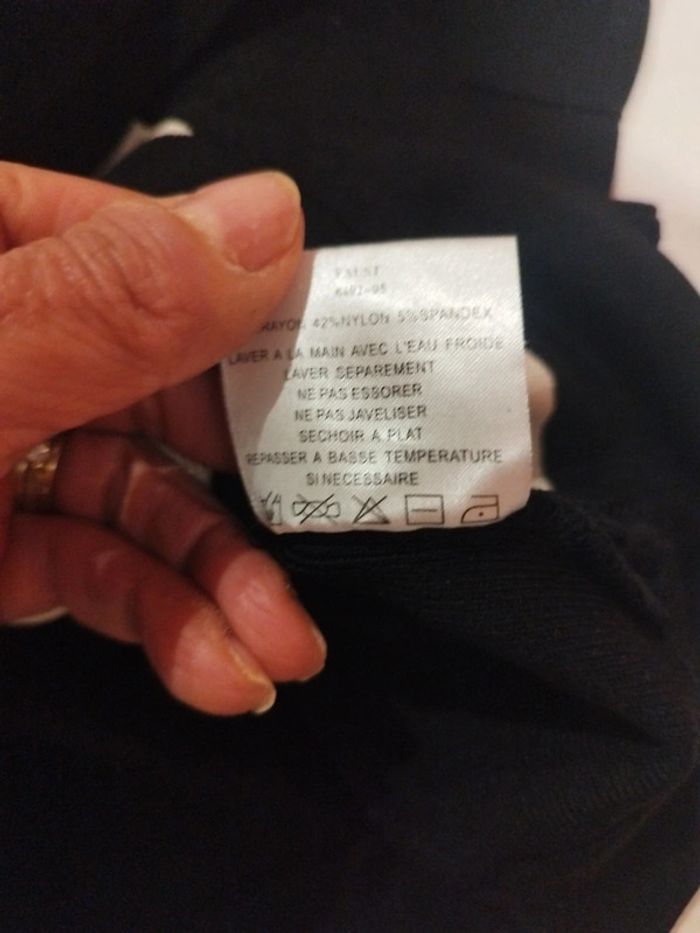 RAYON 42%NYLON 5%SPANDEX
LAVER A LA MAIN AVEC L'EAU FROIDE
LAVER SEPAREMENT
NE PAS ESSORER
NE PAS JAVELISER
SECHOIR A PLAT
REPASSER A BASSE TEMPERATURE
SI NECESSAIRE